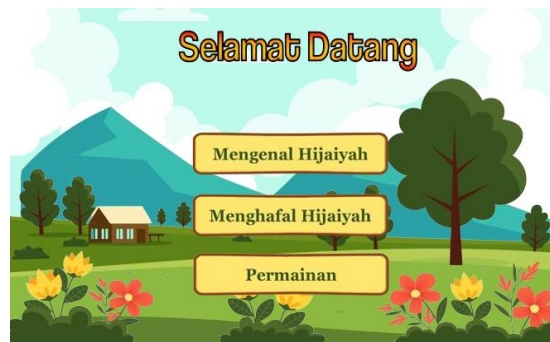 Selamat Datang
Mengenal Hijaiyah
Menghafal Hijaiyah
Permainan